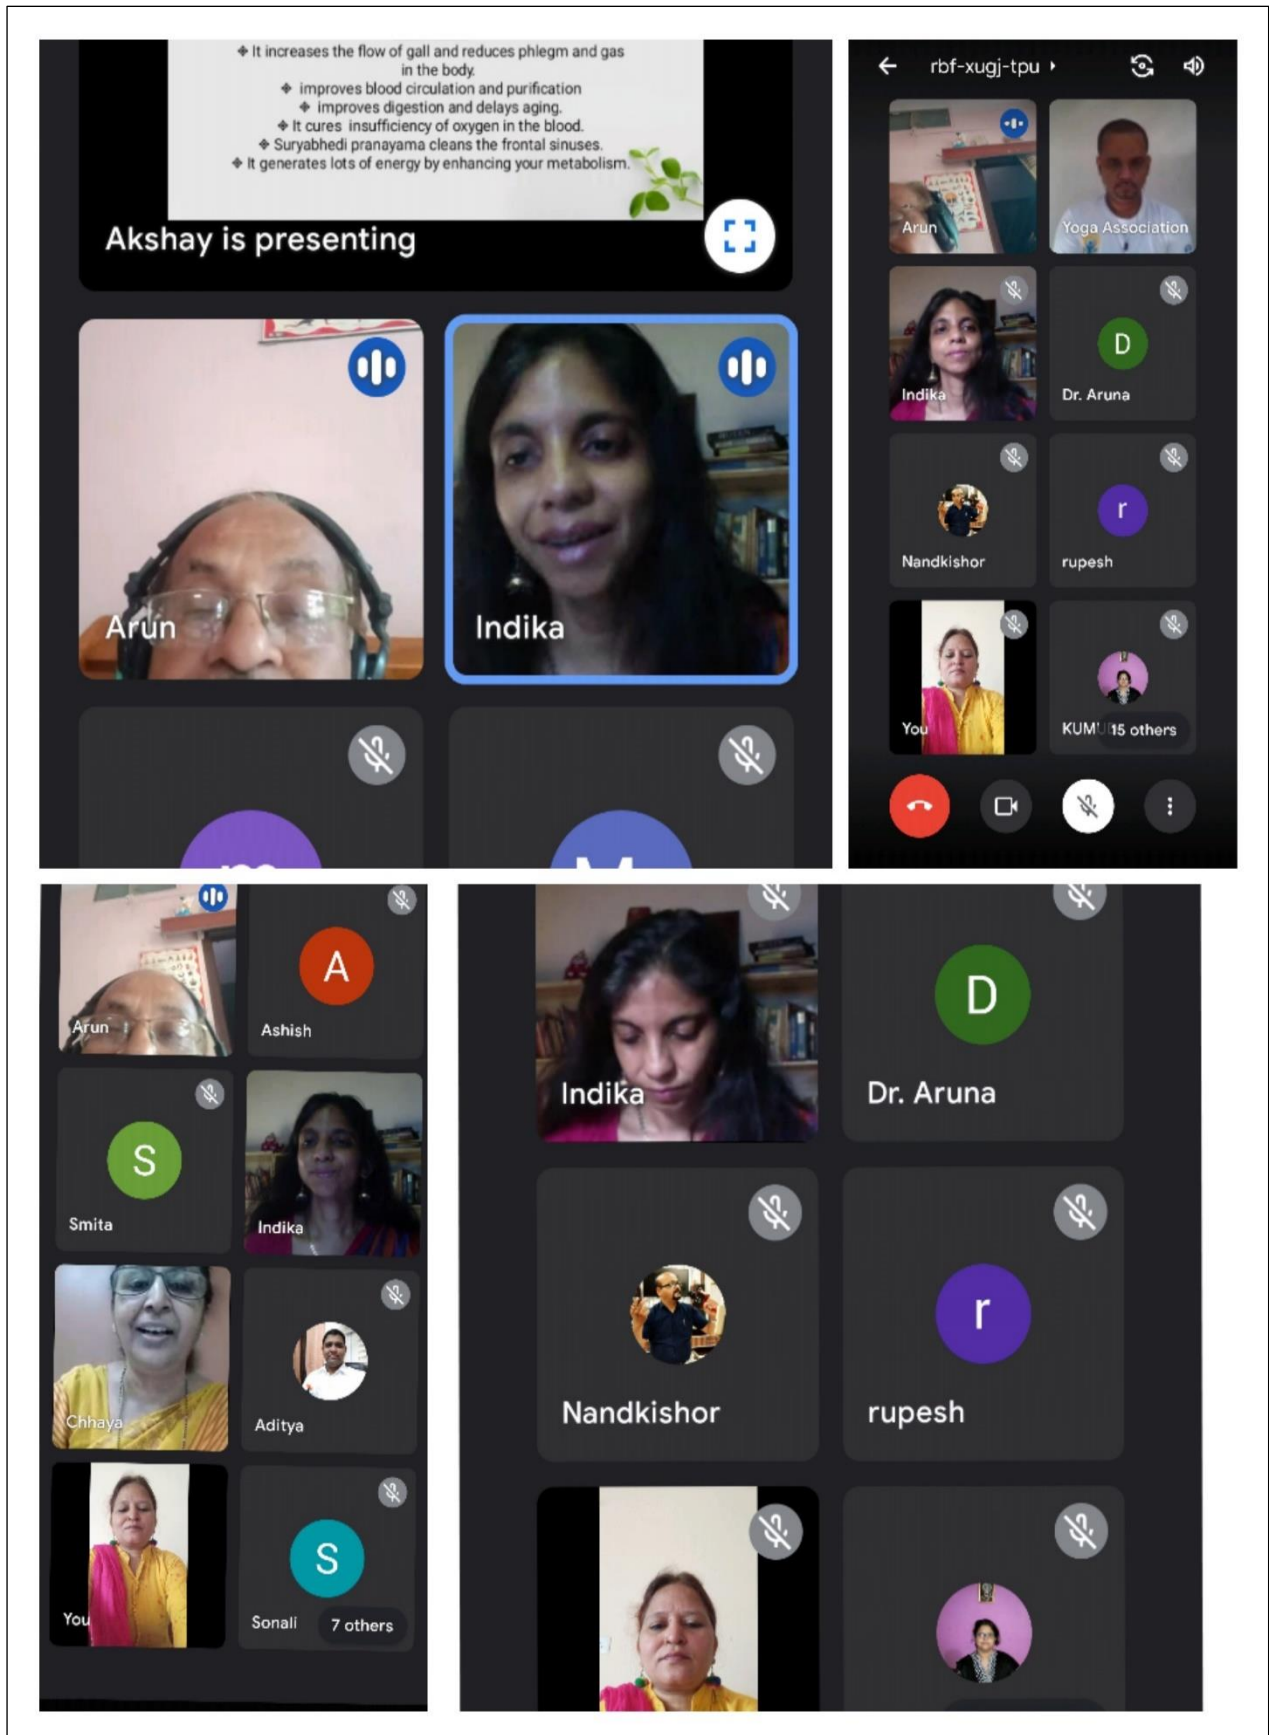 ❖ It increases the flow of gall and reduces phlegm and gas
in the body.
❖ improves blood circulation and purification
❖ improves digestion and delays aging.
❖ It cures insufficiency of oxygen in the blood.
❖ Suryabhedi pranayama cleans the frontal sinuses.
❖ It generates lots of energy by enhancing your metabolism.
Akshay is presenting
Arun
Indika
m
M
rbf-xugj-tpu
Arun
Yoga Association
Indika
D
Dr. Aruna
Nandkishor
r
rupesh
You
KUMU
15 others
Arun
A
Ashish
S
Smita
Indika
Chhaya
Aditya
You
S
Sonali
7 others
Indika
D
Dr. Aruna
Nandkishor
r
rupesh